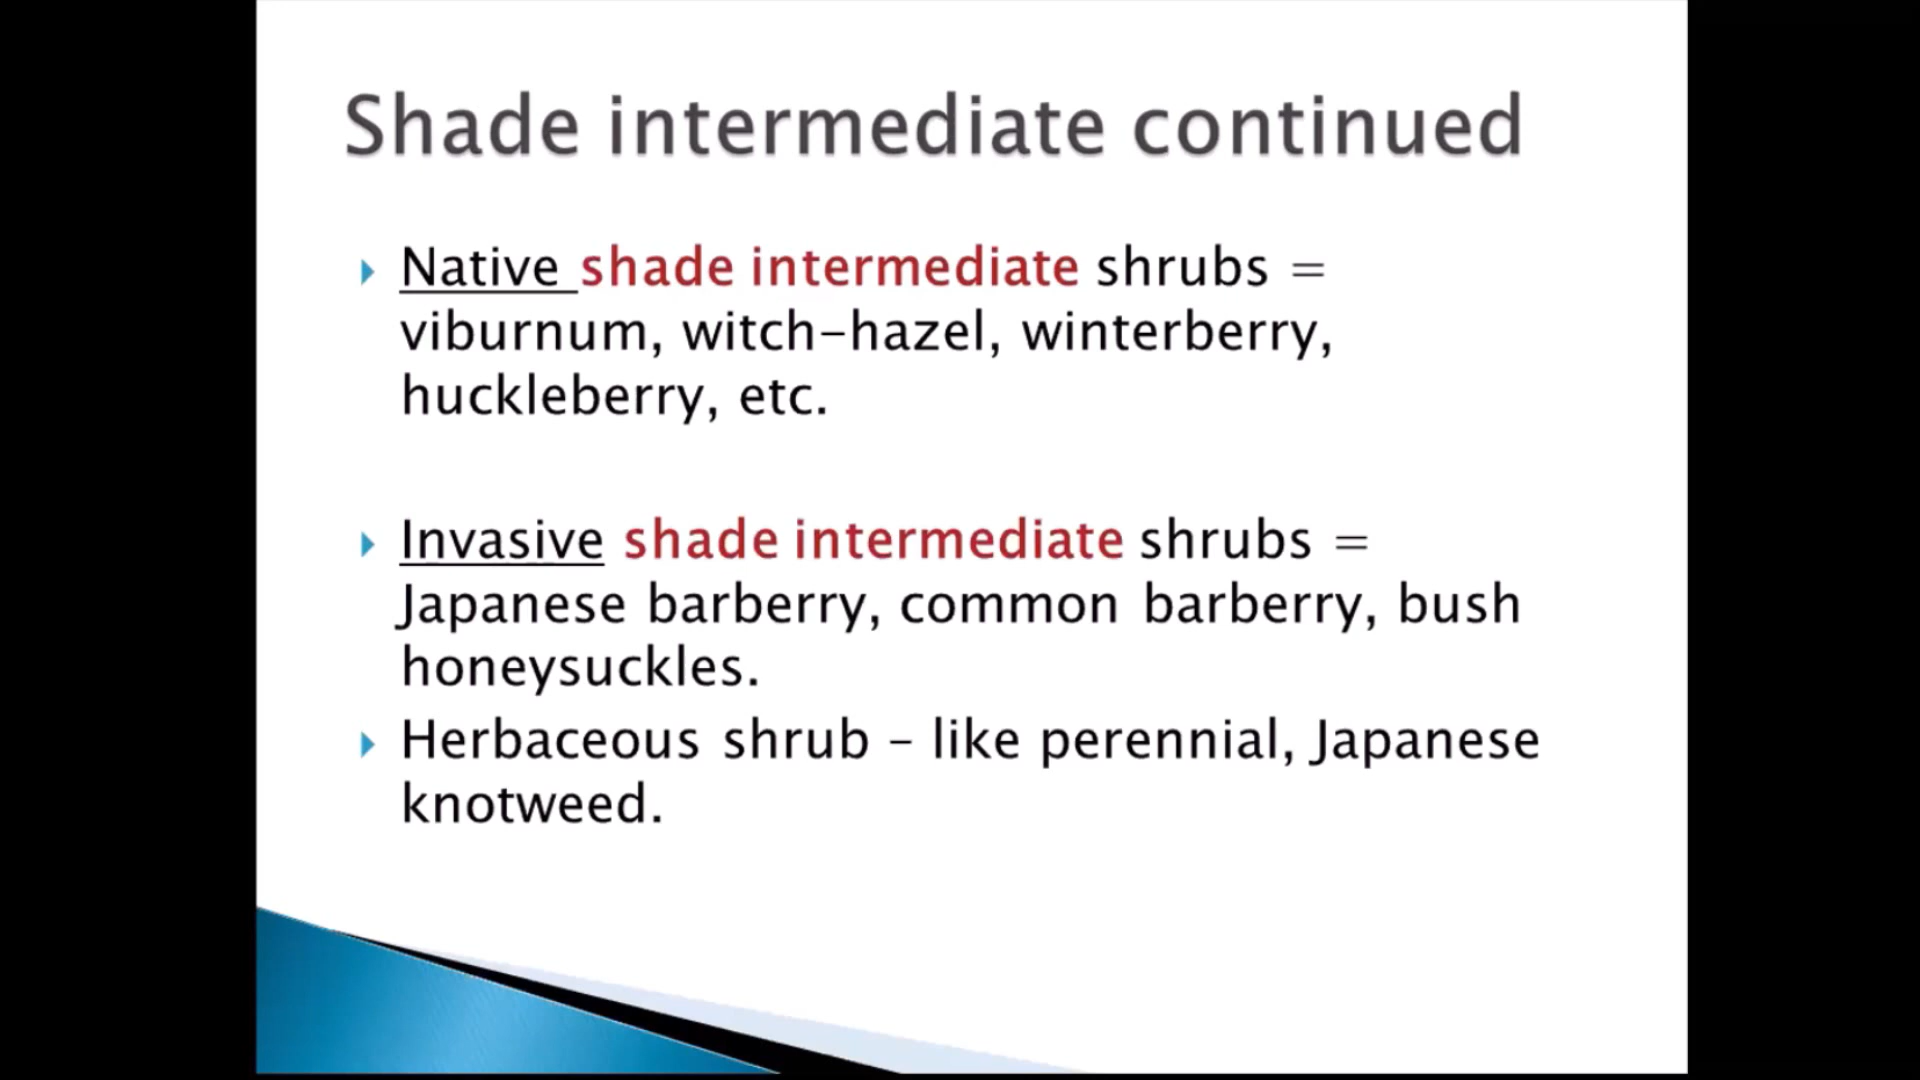 Shade intermediate continued
Native shade intermediate shrubs =
viburnum, witch-hazel, winterberry,
huckleberry, etc.
Invasive shade intermediate shrubs =
Japanese barberry, common barberry, bush
honeysuckles.
Herbaceous shrub – like perennial, Japanese
knotweed.